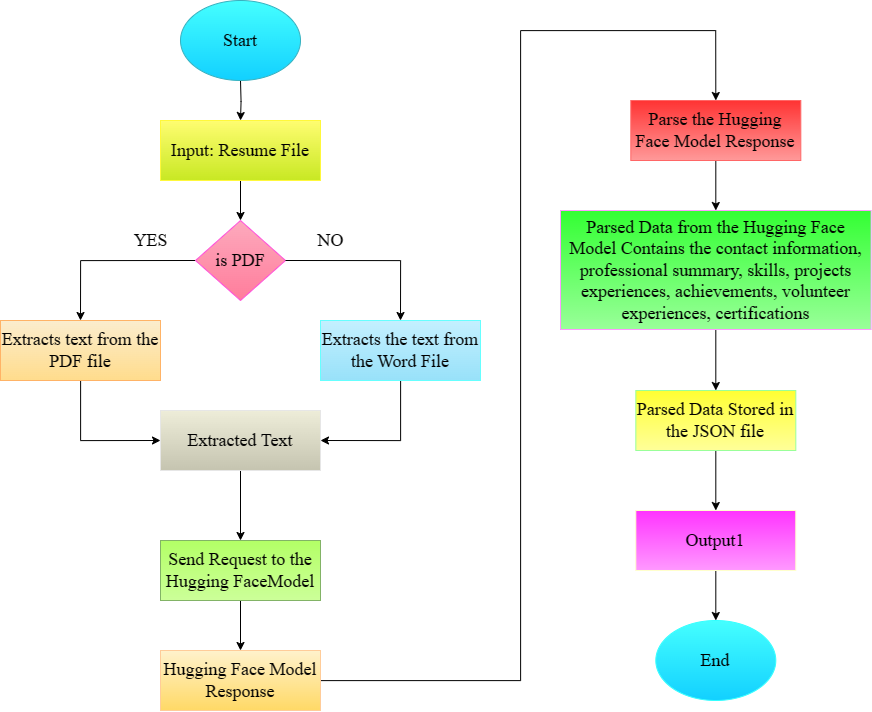 Start
Input: Resume File
YES
NO
is PDF
Extracts text from the
PDF file
Extracts the text from
the Word File
Extracted Text
Send Request to the
Hugging FaceModel
Hugging Face Model
Response
Parse the Hugging
Face Model Response
Parsed Data from the Hugging Face
Model Contains the contact information,
professional summary, skills, projects
experiences, achievements, volunteer
experiences, certifications
Parsed Data Stored in
the JSON file
Output1
End